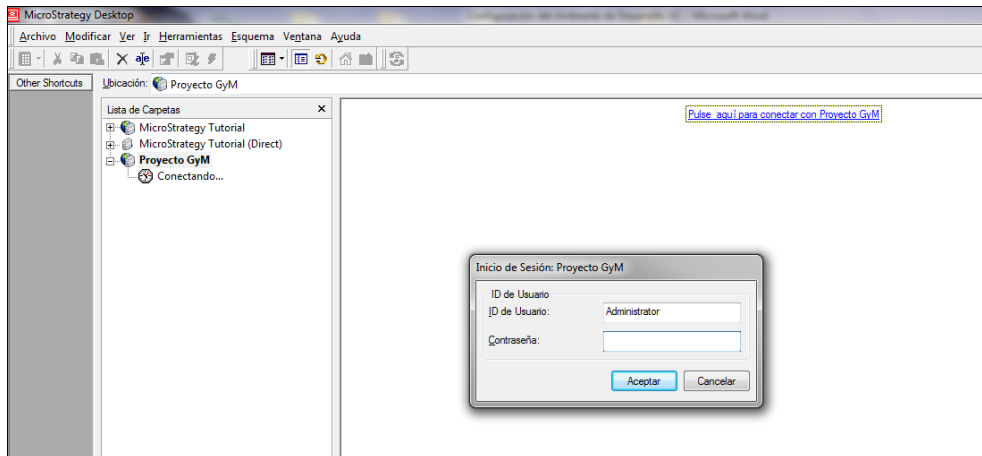 MicroStrategy Desktop
Archivo Modificar Ver Ir Herramientas Esquema Ventana Ayuda
Other Shortcuts Ubicación: Proyecto GyM
Lista de Carpetas
Pulse aquí para conectar con Proyecto GyM
MicroStrategy Tutorial
MicroStrategy Tutorial (Direct)
Proyecto GyM
Conectando...
Inicio de Sesión: Proyecto GyM
ID de Usuario
ID de Usuario: Administrator
Contraseña:
Aceptar Cancelar